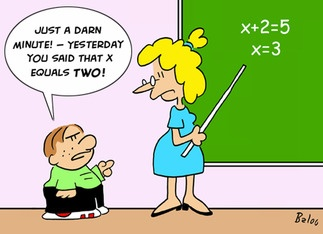 JUST A DARN
MINUTE! – YESTERDAY
YOU SAID THAT X
EQUALS TWO!
x+2=5
x=3
Baloo